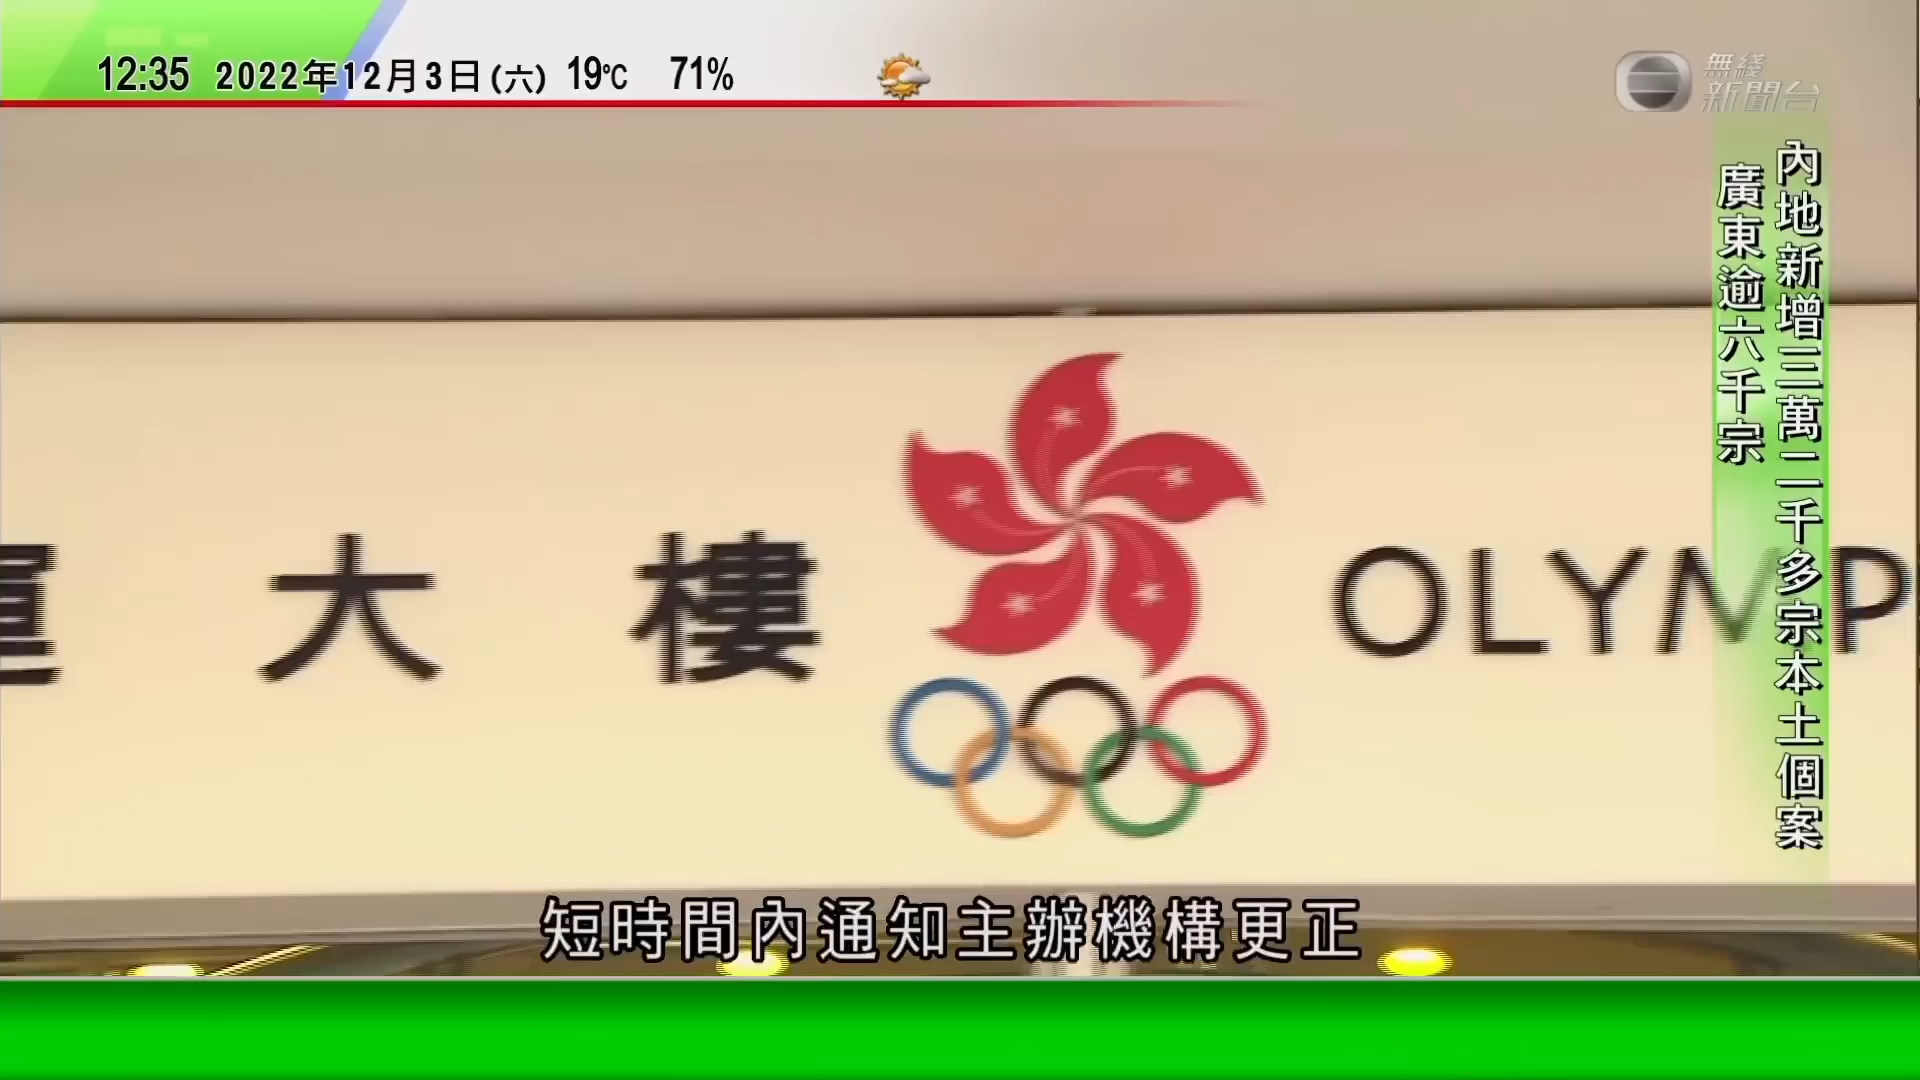 12:35 2022年12月3日(六) 19℃ 71%
無綫
新聞台
內地新增三萬二千多宗本土個案
廣東逾六千宗
運大樓 OLYMP
短時間內通知主辦機構更正